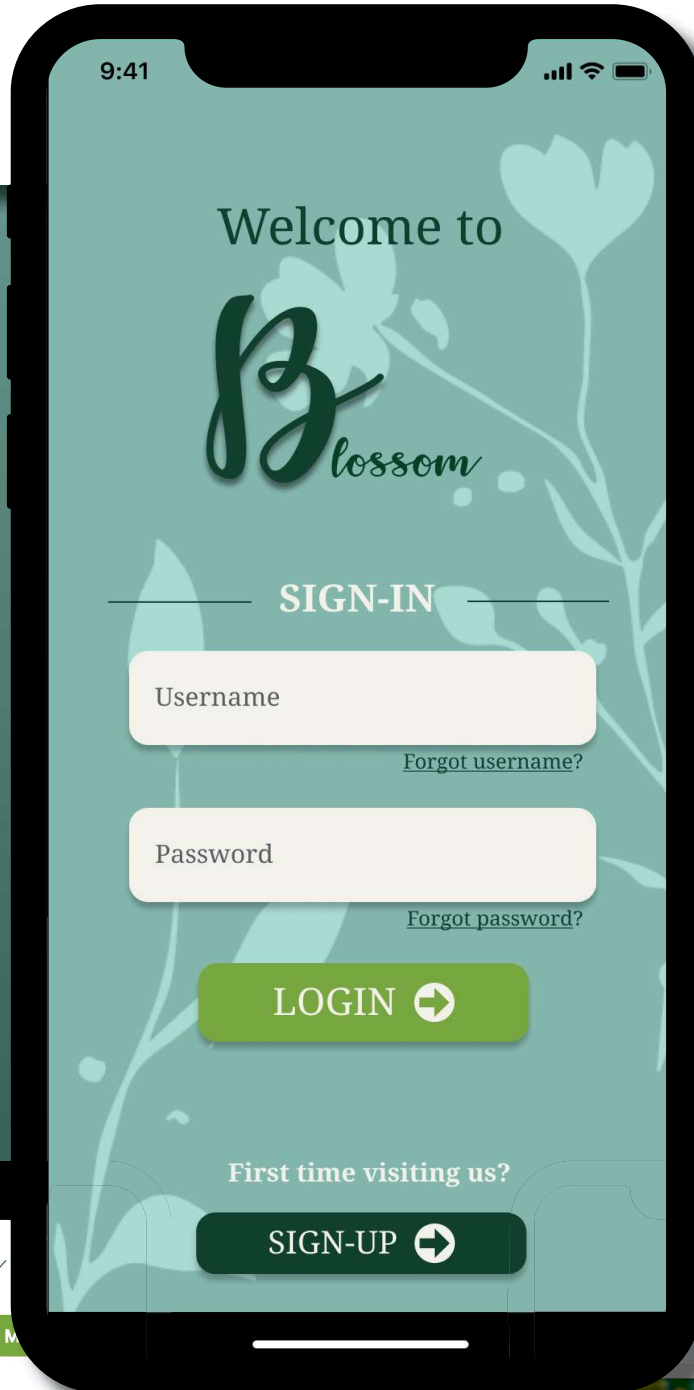 9:41
Welcome to
Blossom
SIGN-IN
Username
Forgot username?
Password
Forgot password?
LOGIN
First time visiting us?
SIGN-UP
M